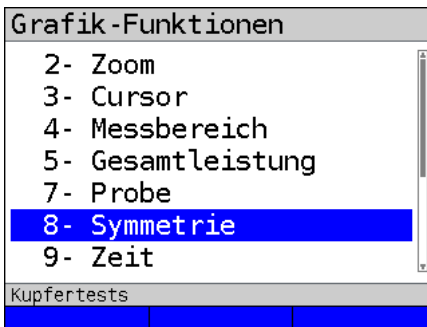 Grafik-Funktionen
2- Zoom
3- Cursor
4- Messbereich
5- Gesamtleistung
7- Probe
8- Symmetrie
9- Zeit
Kupfertests